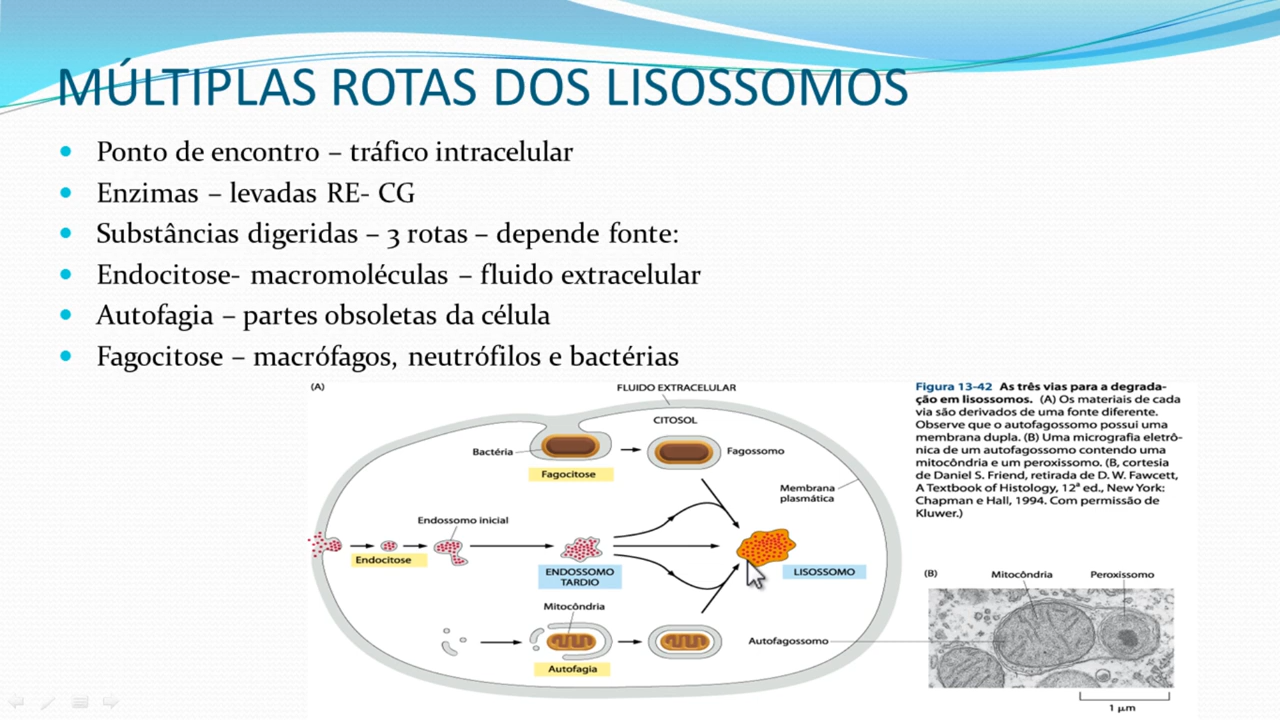 MÚLTIPLAS ROTAS DOS LISOSSOMOS
Ponto de encontro – tráfico intracelular
Enzimas – levadas RE- CG
Substâncias digeridas – 3 rotas – depende fonte:
Endocitose- macromoléculas – fluido extracelular
Autofagia – partes obsoletas da célula
Fagocitose – macrófagos, neutrófilos e bactérias
(A)
FLUIDO EXTRACELULAR
CITOSOL
Bactéria
Fagossomo
Fagocitose
Membrana
plasmática
Endossomo inicial
Endocitose
ENDOSSOMO
TARDIO
LISOSSOMO
Mitocôndria
Autofagossomo
Autofagia
Figura 13-42 As três vias para a degrada-
ção em lisossomos. (A) Os materiais de cada
via são derivados de uma fonte diferente.
Observe que o autofagossomo possui uma
membrana dupla. (B) Uma micrografia eletrô-
nica de um autofagossomo contendo uma
mitocôndria e um peroxissomo. (B, cortesia
de Daniel S. Friend, retirada de D. W. Fawcett,
A Textbook of Histology, 12ª ed., New York:
Chapman e Hall, 1994. Com permissão de
Kluwer.)
(B)
Mitocôndria
Peroxissomo
1 µm